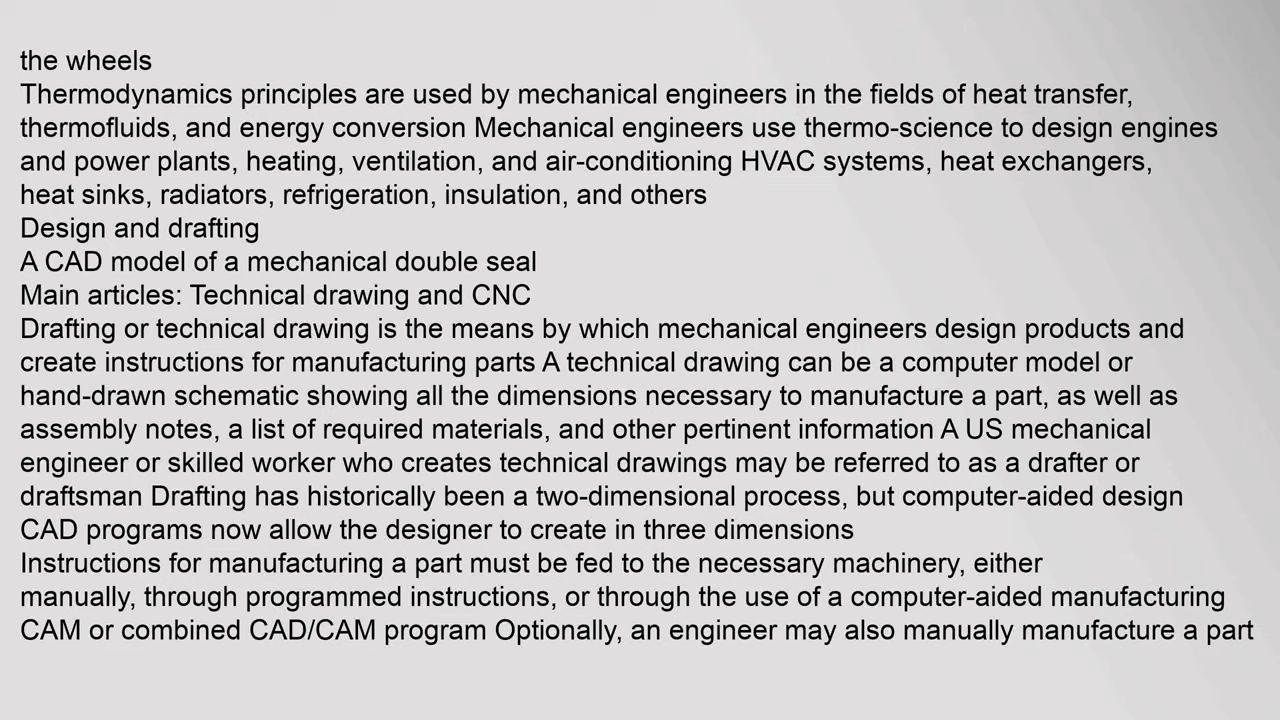 the wheels
Thermodynamics principles are used by mechanical engineers in the fields of heat transfer,
thermofluids, and energy conversion Mechanical engineers use thermo-science to design engines
and power plants, heating, ventilation, and air-conditioning HVAC systems, heat exchangers,
heat sinks, radiators, refrigeration, insulation, and others
Design and drafting
A CAD model of a mechanical double seal
Main articles: Technical drawing and CNC
Drafting or technical drawing is the means by which mechanical engineers design products and
create instructions for manufacturing parts A technical drawing can be a computer model or
hand-drawn schematic showing all the dimensions necessary to manufacture a part, as well as
assembly notes, a list of required materials, and other pertinent information A US mechanical
engineer or skilled worker who creates technical drawings may be referred to as a drafter or
draftsman Drafting has historically been a two-dimensional process, but computer-aided design
CAD programs now allow the designer to create in three dimensions
Instructions for manufacturing a part must be fed to the necessary machinery, either
manually, through programmed instructions, or through the use of a computer-aided manufacturing
CAM or combined CAD/CAM program Optionally, an engineer may also manually manufacture a part